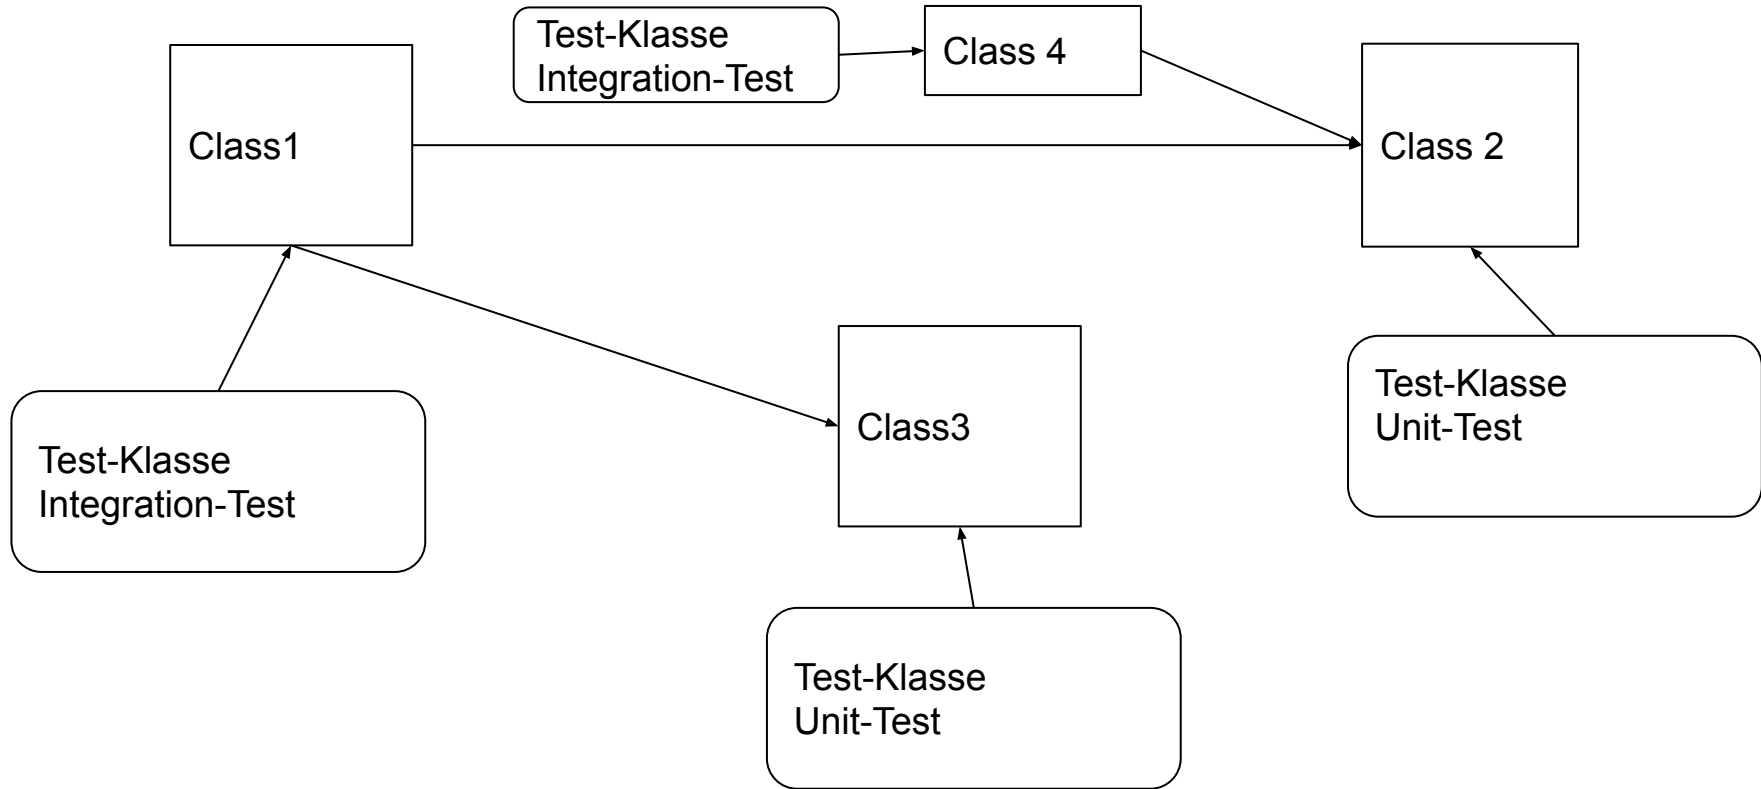 Test-Klasse
Integration-Test
Class 4
Class1
Class 2
Test-Klasse
Unit-Test
Class3
Test-Klasse
Integration-Test
Test-Klasse
Unit-Test